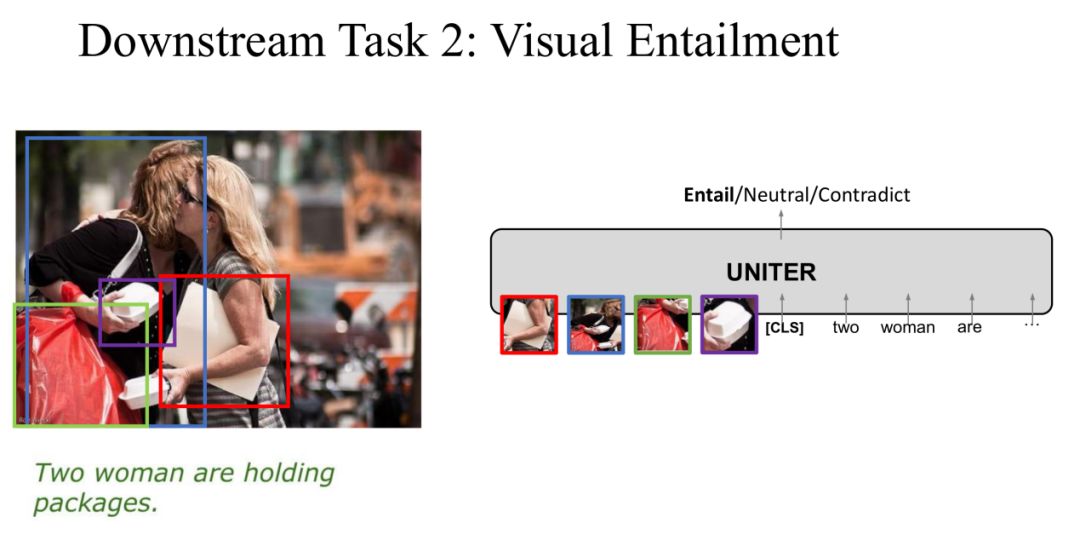 Downstream Task 2: Visual Entailment
Entail/Neutral/Contradict
UNITER
[CLS] two woman are ...
Two woman are holding
packages.